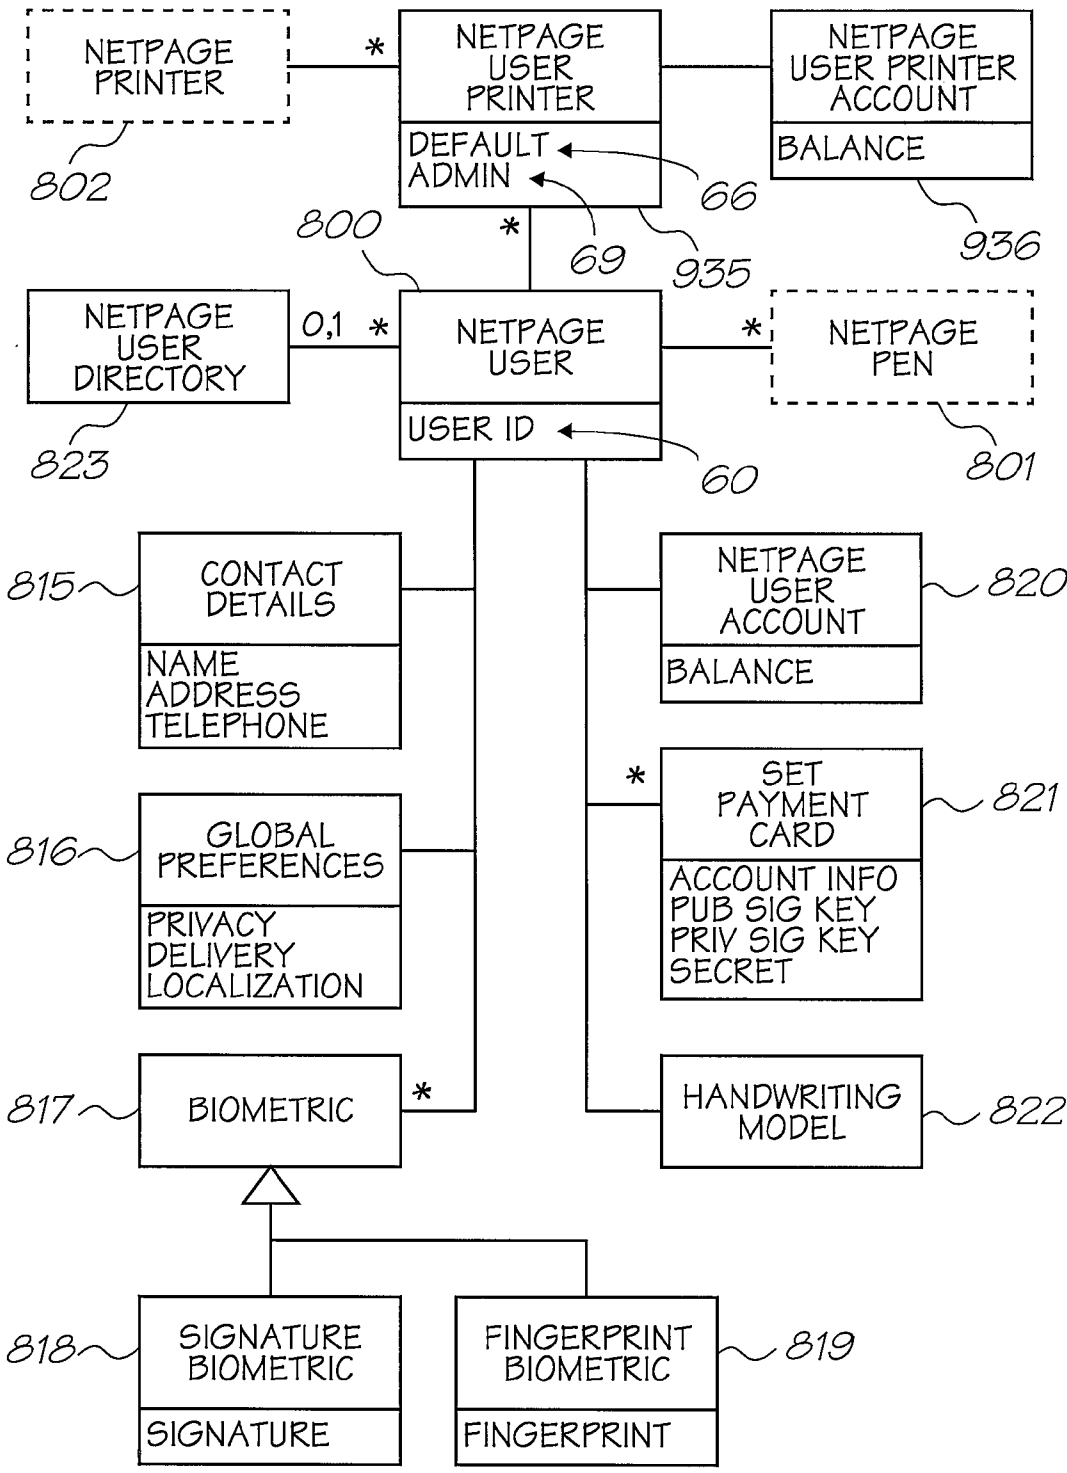 NETPAGE
PRINTER
*
NETPAGE
USER
PRINTER
DEFAULT
ADMIN
NETPAGE
USER PRINTER
ACCOUNT
BALANCE
802
66
69
935
936
*
800
NETPAGE
USER
DIRECTORY
0,1 *
NETPAGE
USER
USER ID
*
NETPAGE
PEN
823
60
801
815
CONTACT
DETAILS
NAME
ADDRESS
TELEPHONE
NETPAGE
USER
ACCOUNT
BALANCE
820
816
GLOBAL
PREFERENCES
PRIVACY
DELIVERY
LOCALIZATION
*
SET
PAYMENT
CARD
ACCOUNT INFO
PUB SIG KEY
PRIV SIG KEY
SECRET
821
817
BIOMETRIC
*
HANDWRITING
MODEL
822
818
SIGNATURE
BIOMETRIC
SIGNATURE
FINGERPRINT
BIOMETRIC
FINGERPRINT
819